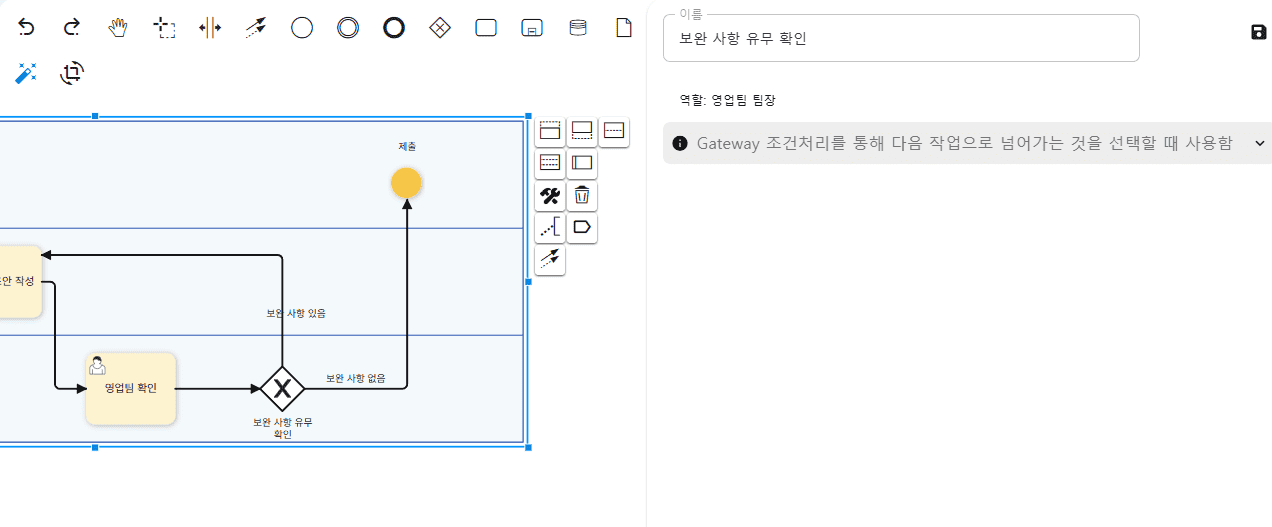 이름
보완 사항 유무 확인
역할: 영업팀 팀장
Gateway 조건처리를 통해 다음 작업으로 넘어가는 것을 선택할 때 사용함
제출
안 작성
보완 사항 있음
영업팀 확인
보완 사항 없음
보완 사항 유무
확인